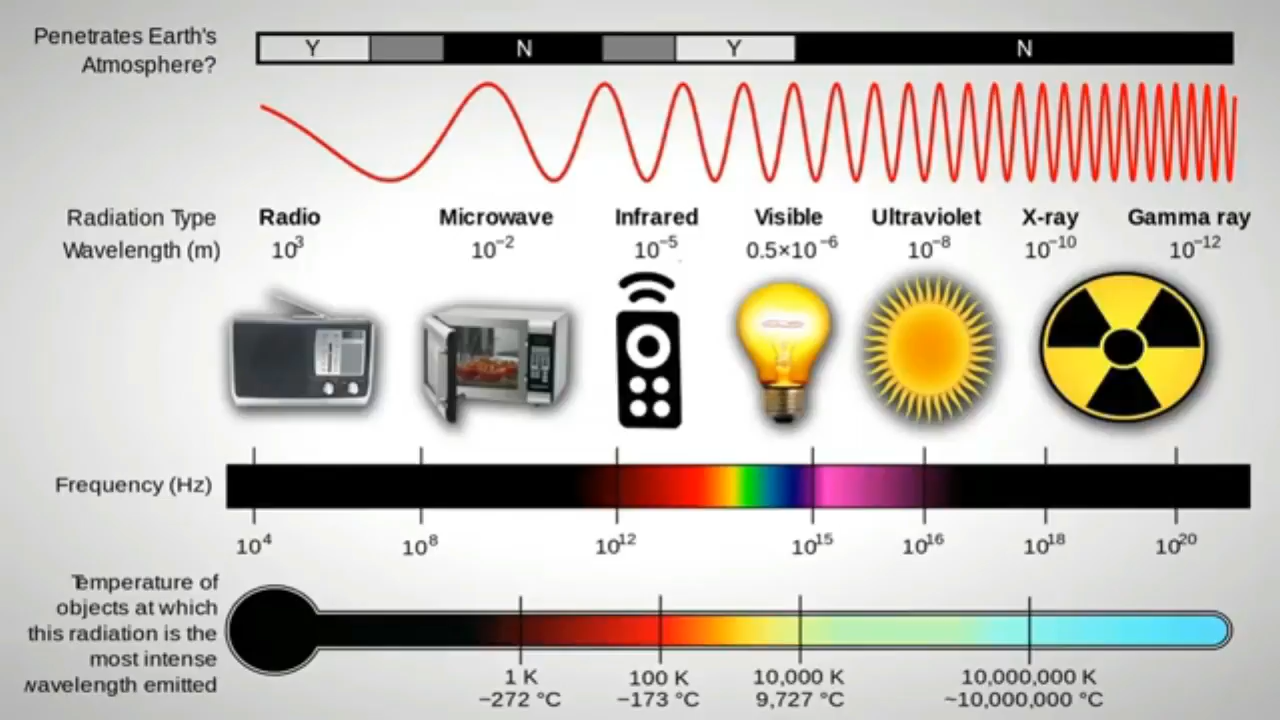 Penetrates Earth's
Atmosphere?
Y N Y N
Radiation Type Radio Microwave Infrared Visible Ultraviolet X-ray Gamma ray
Wavelength (m) 10³ 10⁻² 10⁻⁵ 0.5×10⁻⁶ 10⁻⁸ 10⁻¹⁰ 10⁻¹²
Frequency (Hz)
10⁴ 10⁸ 10¹² 10¹⁵ 10¹⁶ 10¹⁸ 10²⁰
Temperature of
objects at which
this radiation is the
most intense
wavelength emitted
1 K 100 K 10,000 K 10,000,000 K
−272 °C −173 °C 9,727 °C ~10,000,000 °C